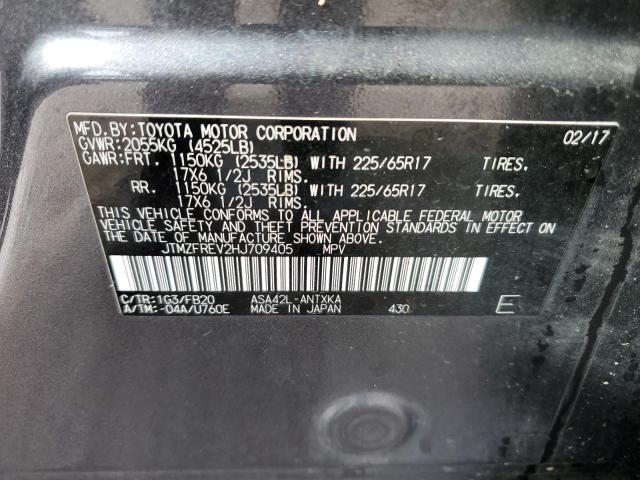 MFD.BY:TOYOTA MOTOR CORPORATION 02/17
GVWR:2055KG (4525LB)
GAWR:FRT. 1150KG (2535LB) WITH 225/65R17 TIRES.
17X6 1/2J RIMS.
RR. 1150KG (2535LB) WITH 225/65R17 TIRES.
17X6 1/2J RIMS.
THIS VEHICLE CONFORMS TO ALL APPLICABLE FEDERAL MOTOR
VEHICLE SAFETY AND THEFT PREVENTION STANDARDS IN EFFECT ON THE DATE
OF MANUFACTURE SHOWN ABOVE.
JTMZFREV2HJ709405 MPV
C/TR:1G3/FB20 ASA42L-ANTXKA
A/TM:-04A/U760E MADE IN JAPAN 430 E